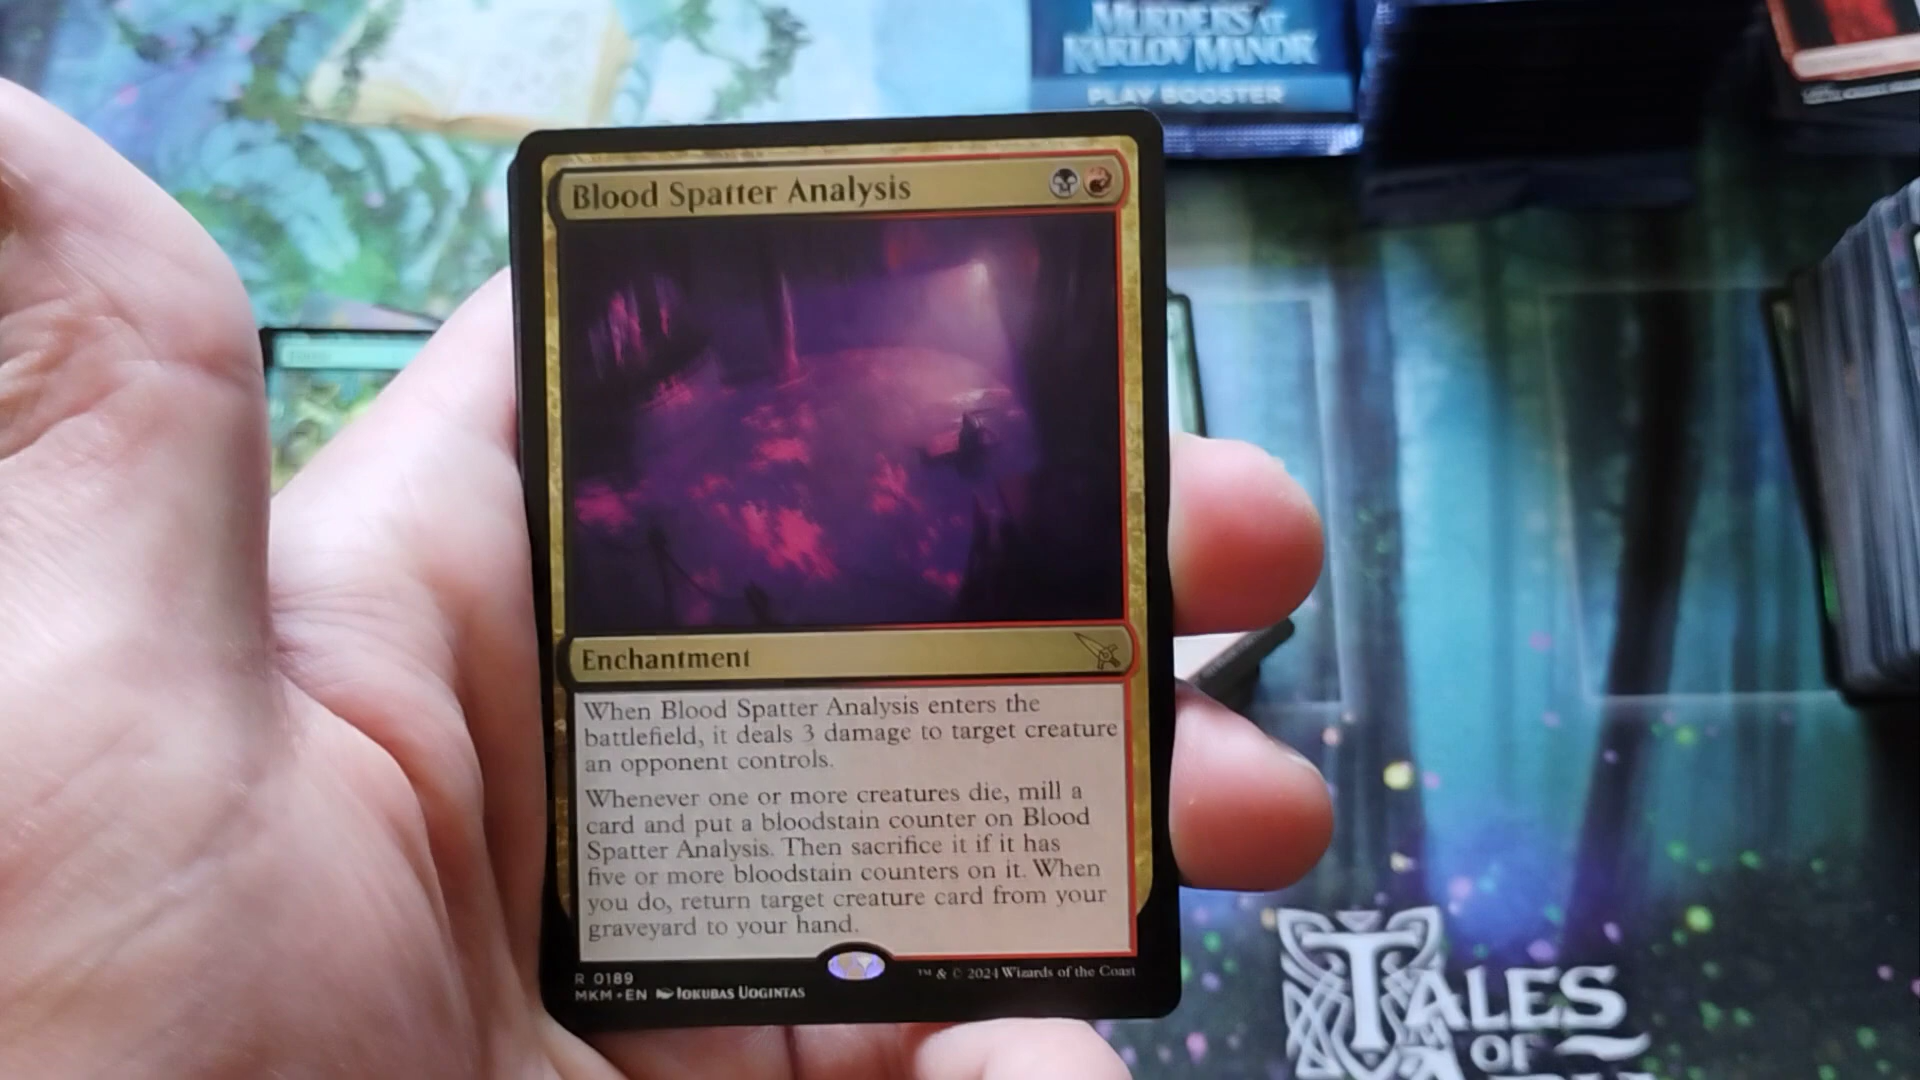 MURDERS AT
KARLOV MANOR
PLAY BOOSTER
Blood Spatter Analysis
Enchantment
When Blood Spatter Analysis enters the
battlefield, it deals 3 damage to target creature
an opponent controls.
Whenever one or more creatures die, mill a
card and put a bloodstain counter on Blood
Spatter Analysis. Then sacrifice it if it has
five or more bloodstain counters on it. When
you do, return target creature card from your
graveyard to your hand.
R 0189
™ & © 2024 Wizards of the Coast
MKM • EN JOKUBAS UOGINTAS
TALES
OF